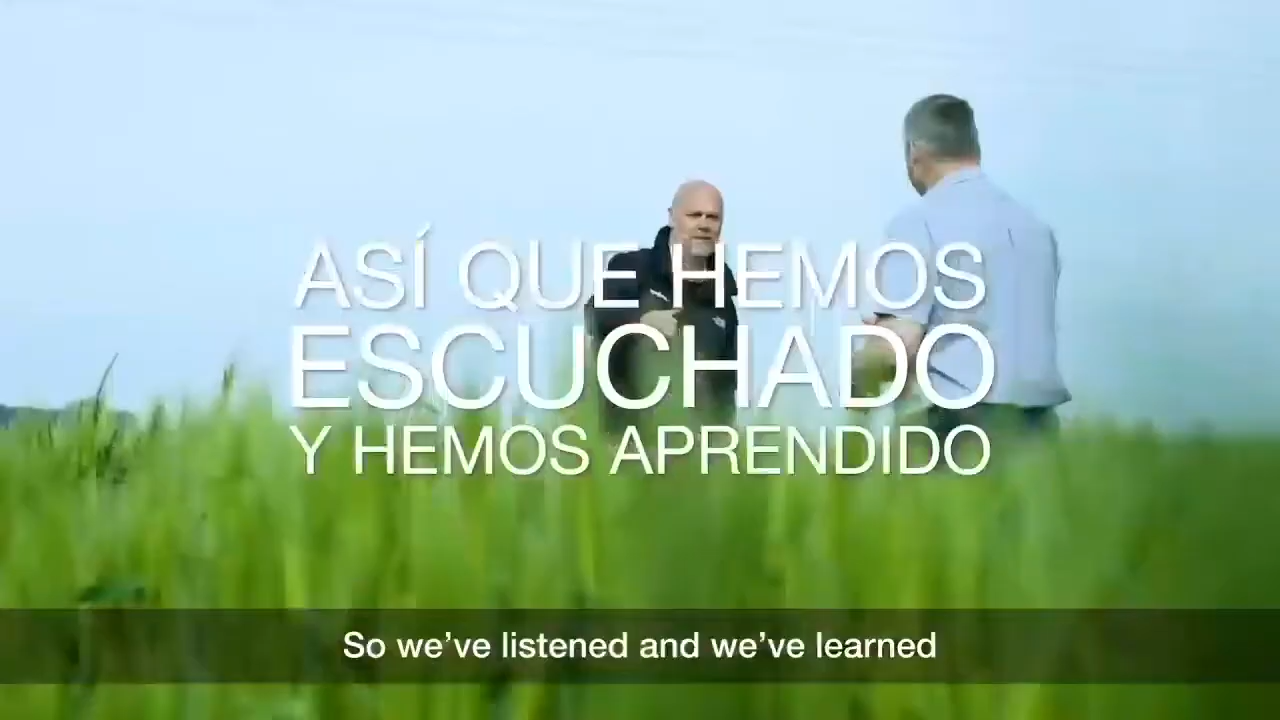 ASÍ QUE HEMOS
ESCUCHADO
Y HEMOS APRENDIDO
So we've listened and we've learned